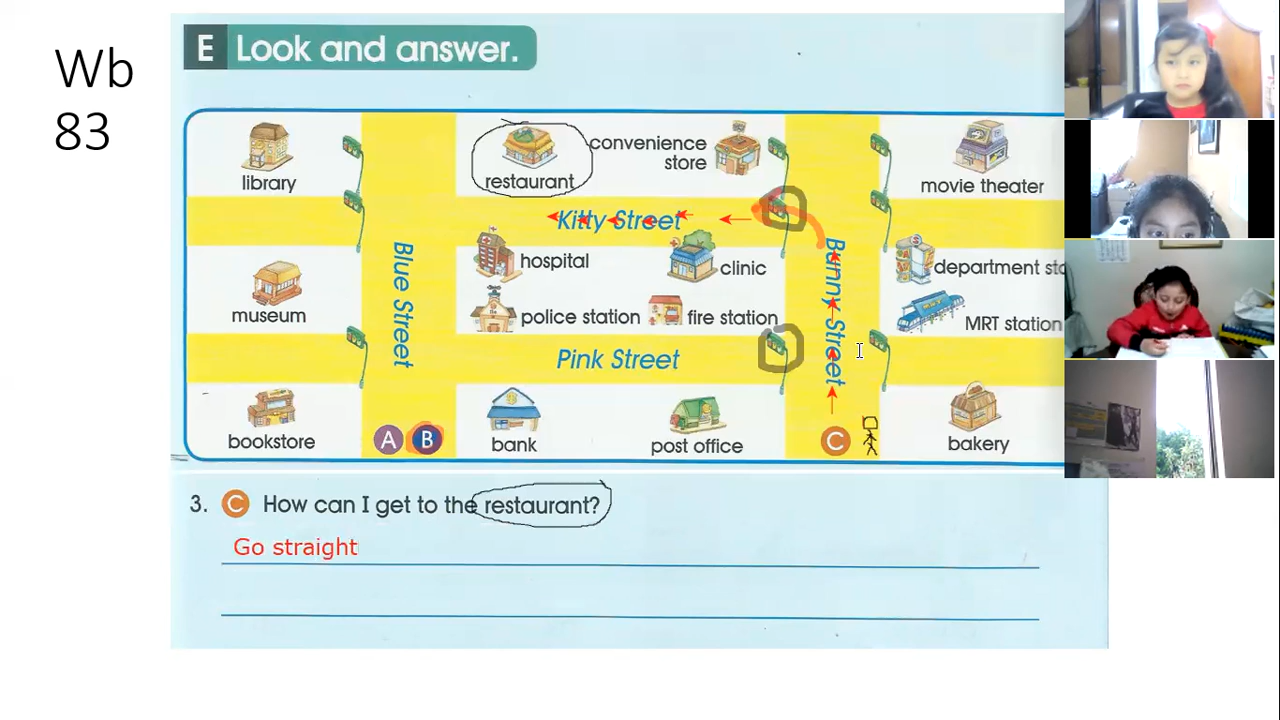 Wb
83
E Look and answer.
library
restaurant
convenience
store
movie theater
Kitty Street
Blue Street
Bunny Street
hospital
clinic
department sto
museum
police station
fire station
MRT station
Pink Street
bookstore
A B
bank
post office
C
bakery
3. C How can I get to the restaurant?
Go straight